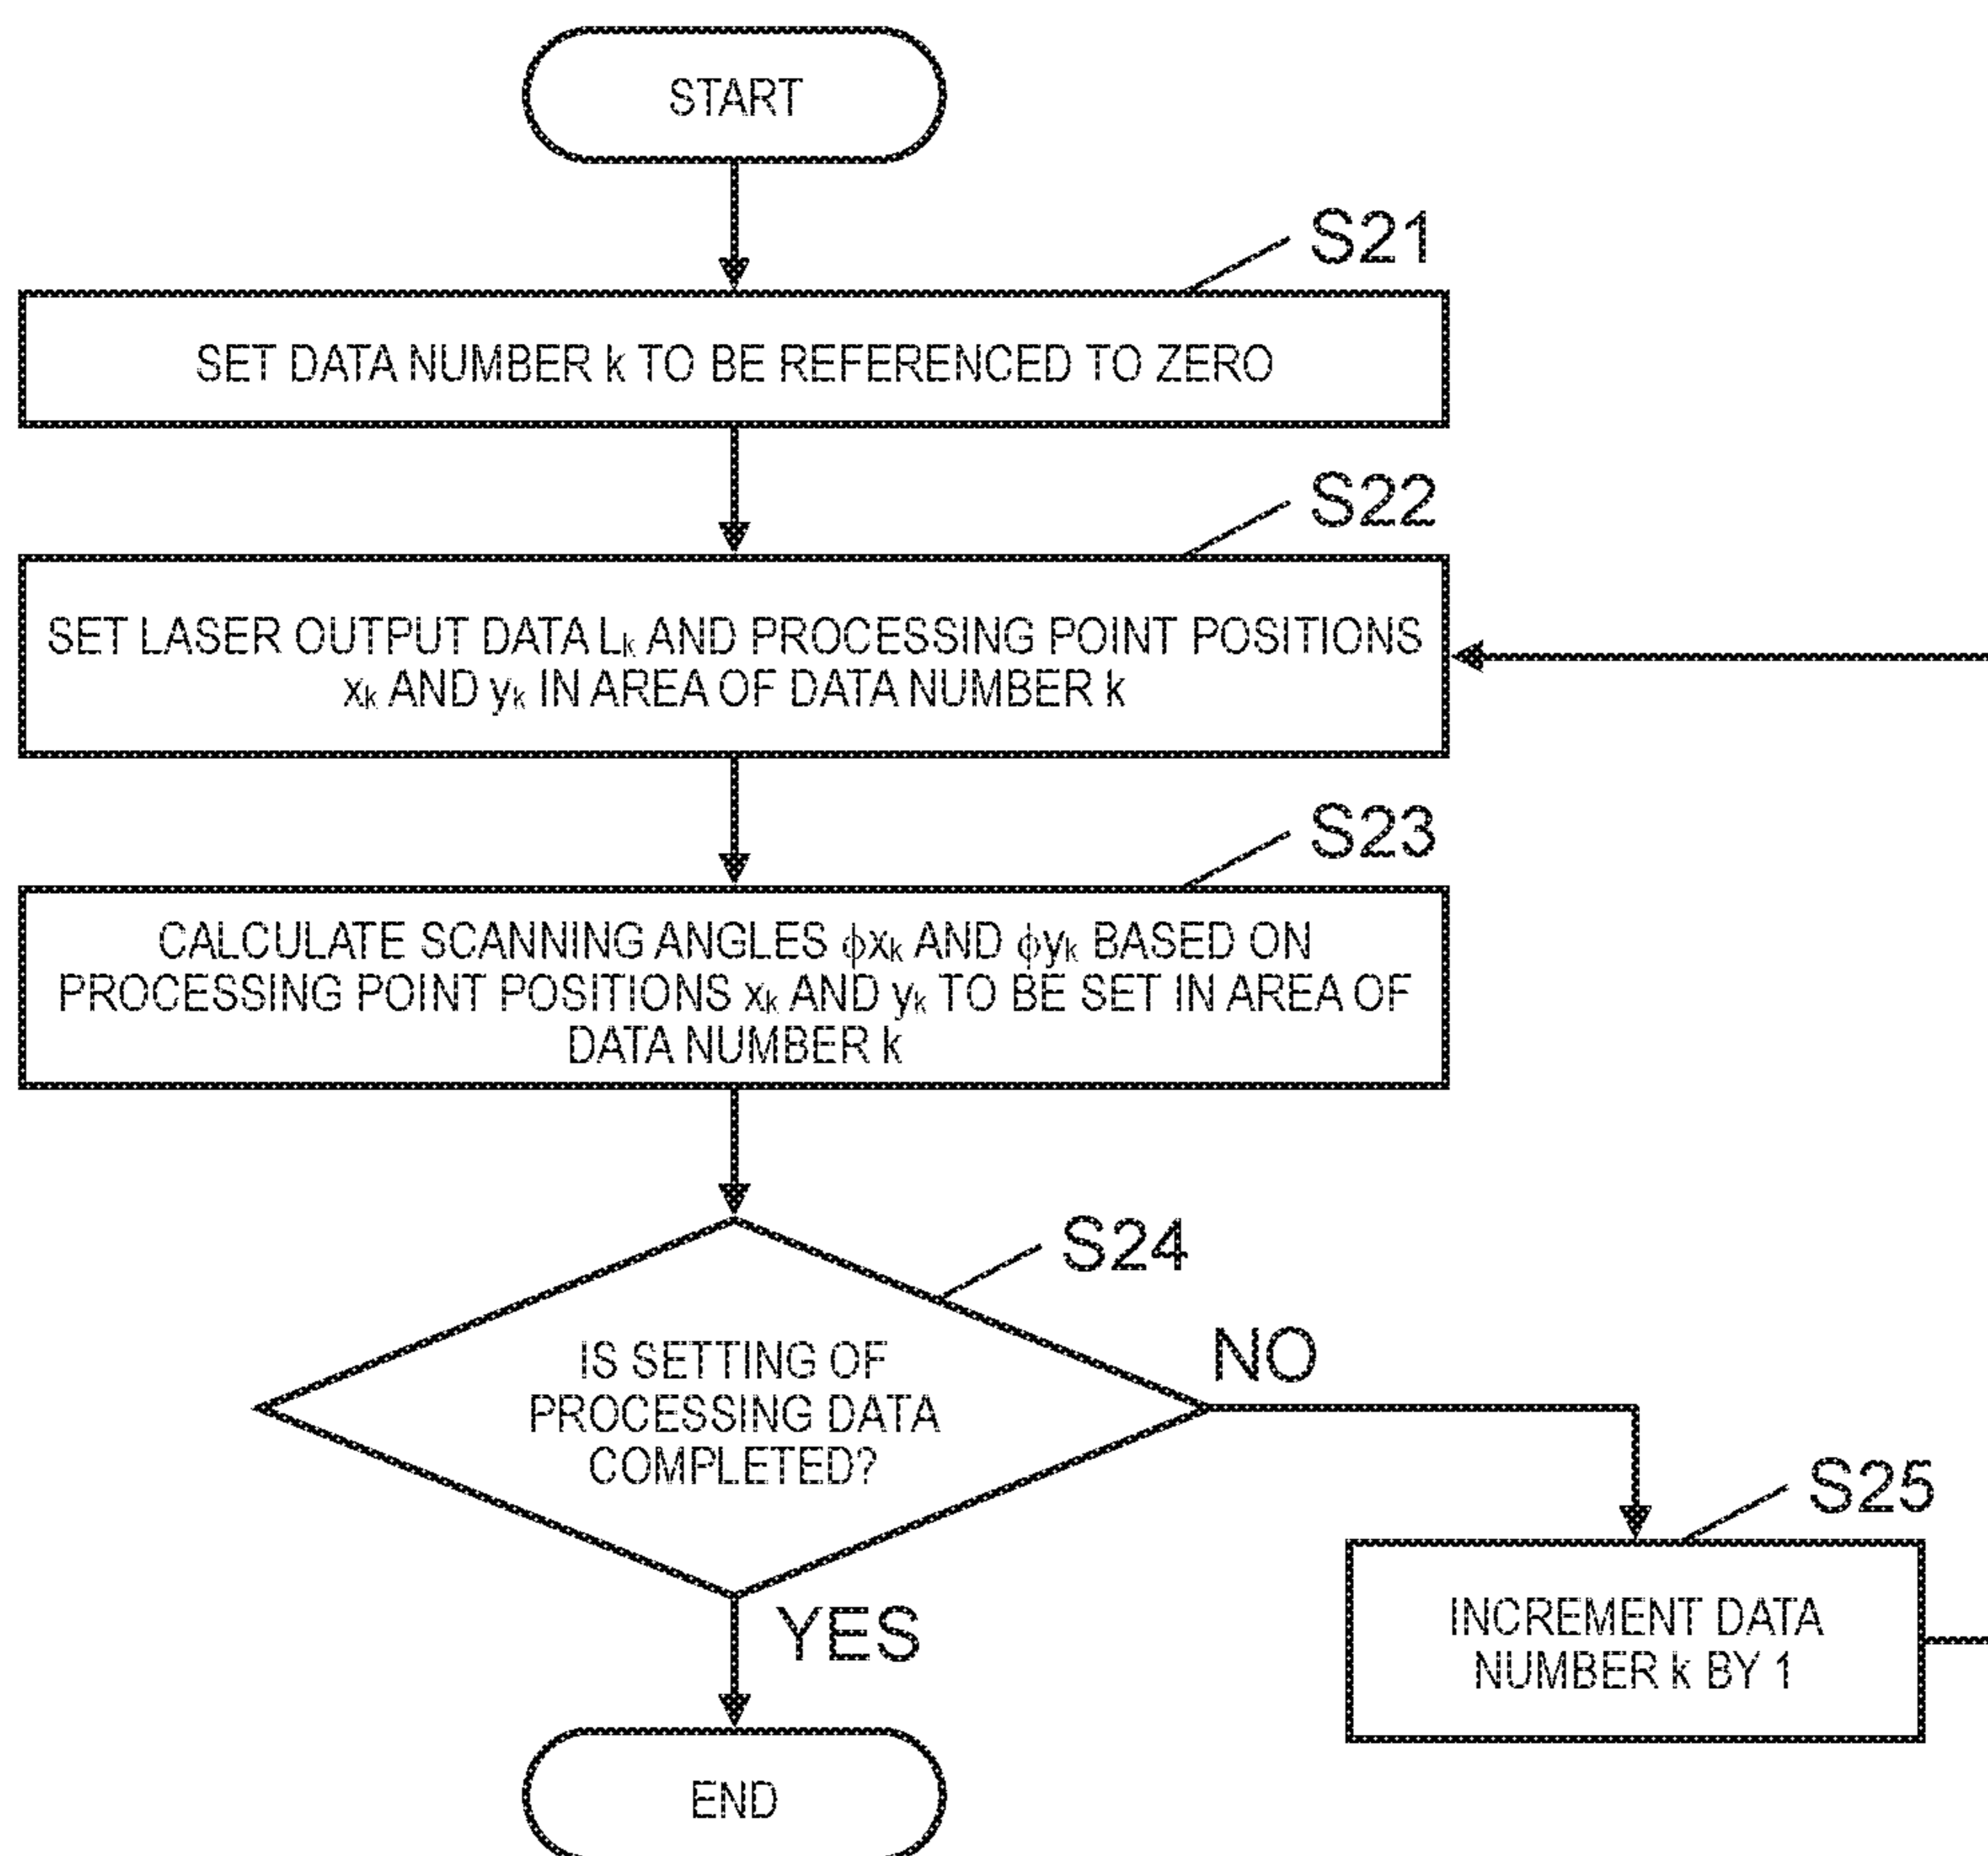 START
S21
SET DATA NUMBER k TO BE REFERENCED TO ZERO
S22
SET LASER OUTPUT DATA Lk AND PROCESSING POINT POSITIONS
xk AND yk IN AREA OF DATA NUMBER k
S23
CALCULATE SCANNING ANGLES ϕxk AND ϕyk BASED ON
PROCESSING POINT POSITIONS xk AND yk TO BE SET IN AREA OF
DATA NUMBER k
S24
IS SETTING OF
PROCESSING DATA
COMPLETED?
NO
S25
INCREMENT DATA
NUMBER k BY 1
YES
END